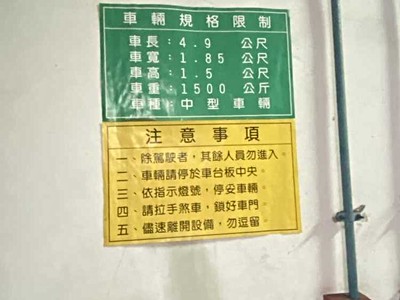 車輛規格限制
車長：4.9 公尺
車寬：1.85 公尺
車高：1.5 公尺
車重：1500 公斤
車種：中型車輛
注意事項
一、除駕駛者，其餘人員勿進入。
二、車輛請停於車台板中央。
三、依指示燈號，停妥車輛。
四、請拉手煞車，鎖好車門。
五、儘速離開設備，勿逗留。